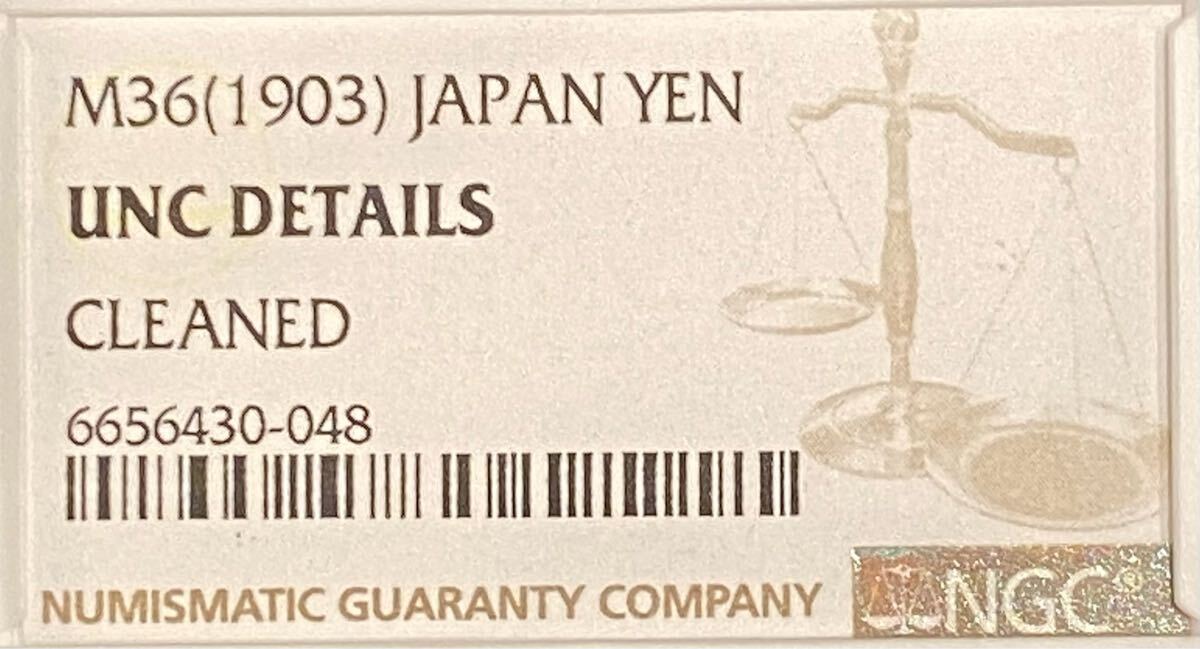 M36(1903) JAPAN YEN
UNC DETAILS
CLEANED
6656430-048
NUMISMATIC GUARANTY COMPANY
NGC